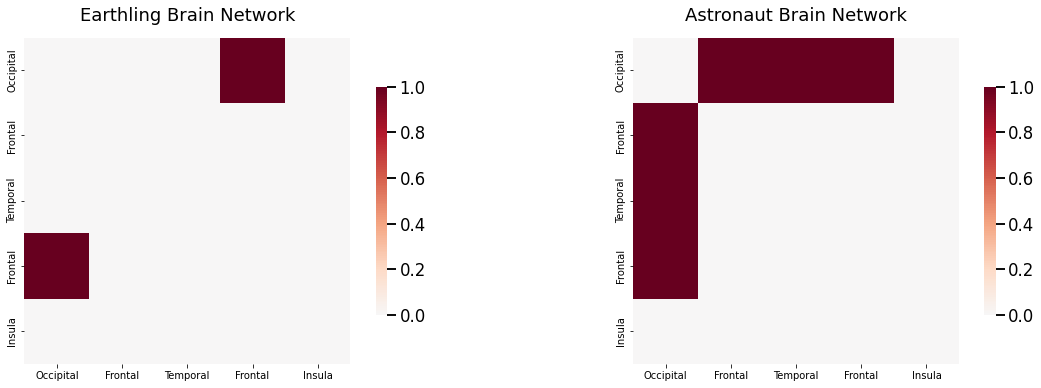 Earthling Brain Network
Occipital
Frontal
Temporal
Frontal
Insula
Occipital Frontal Temporal Frontal Insula
1.0
0.8
0.6
0.4
0.2
0.0
Astronaut Brain Network
Occipital
Frontal
Temporal
Frontal
Insula
Occipital Frontal Temporal Frontal Insula
1.0
0.8
0.6
0.4
0.2
0.0